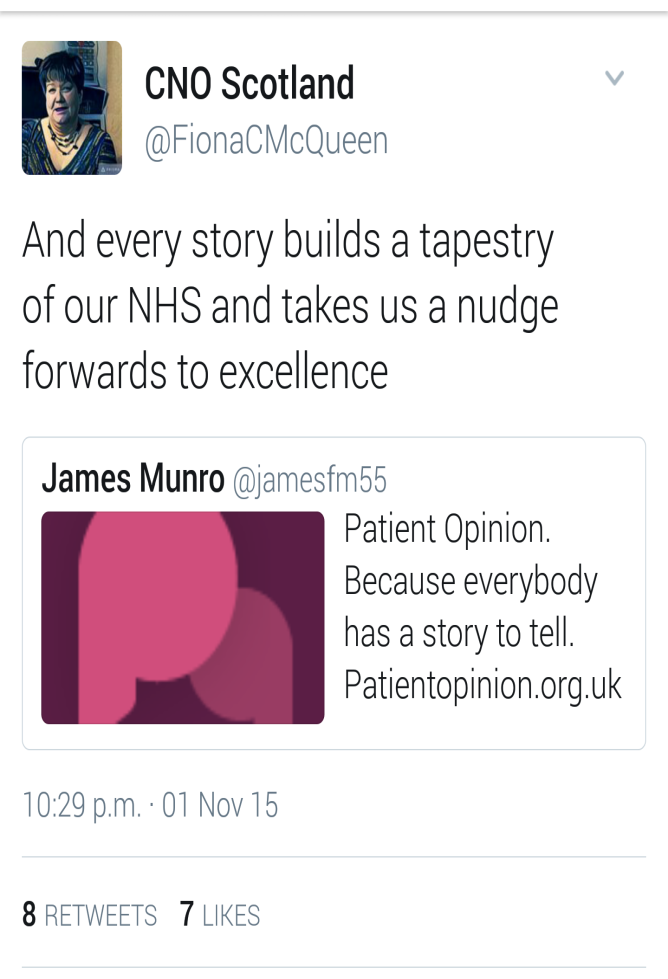 CNO Scotland
@FionaCMcQueen
And every story builds a tapestry
of our NHS and takes us a nudge
forwards to excellence
James Munro @jamesfm55
Patient Opinion.
Because everybody
has a story to tell.
Patientopinion.org.uk
10:29 p.m. · 01 Nov 15
8 RETWEETS 7 LIKES